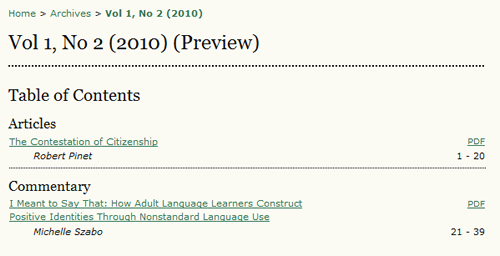 Home > Archives > Vol 1, No 2 (2010)
Vol 1, No 2 (2010) (Preview)
Table of Contents
Articles
The Contestation of Citizenship PDF
Robert Pinet 1 - 20
Commentary
I Meant to Say That: How Adult Language Learners Construct PDF
Positive Identities Through Nonstandard Language Use
Michelle Szabo 21 - 39